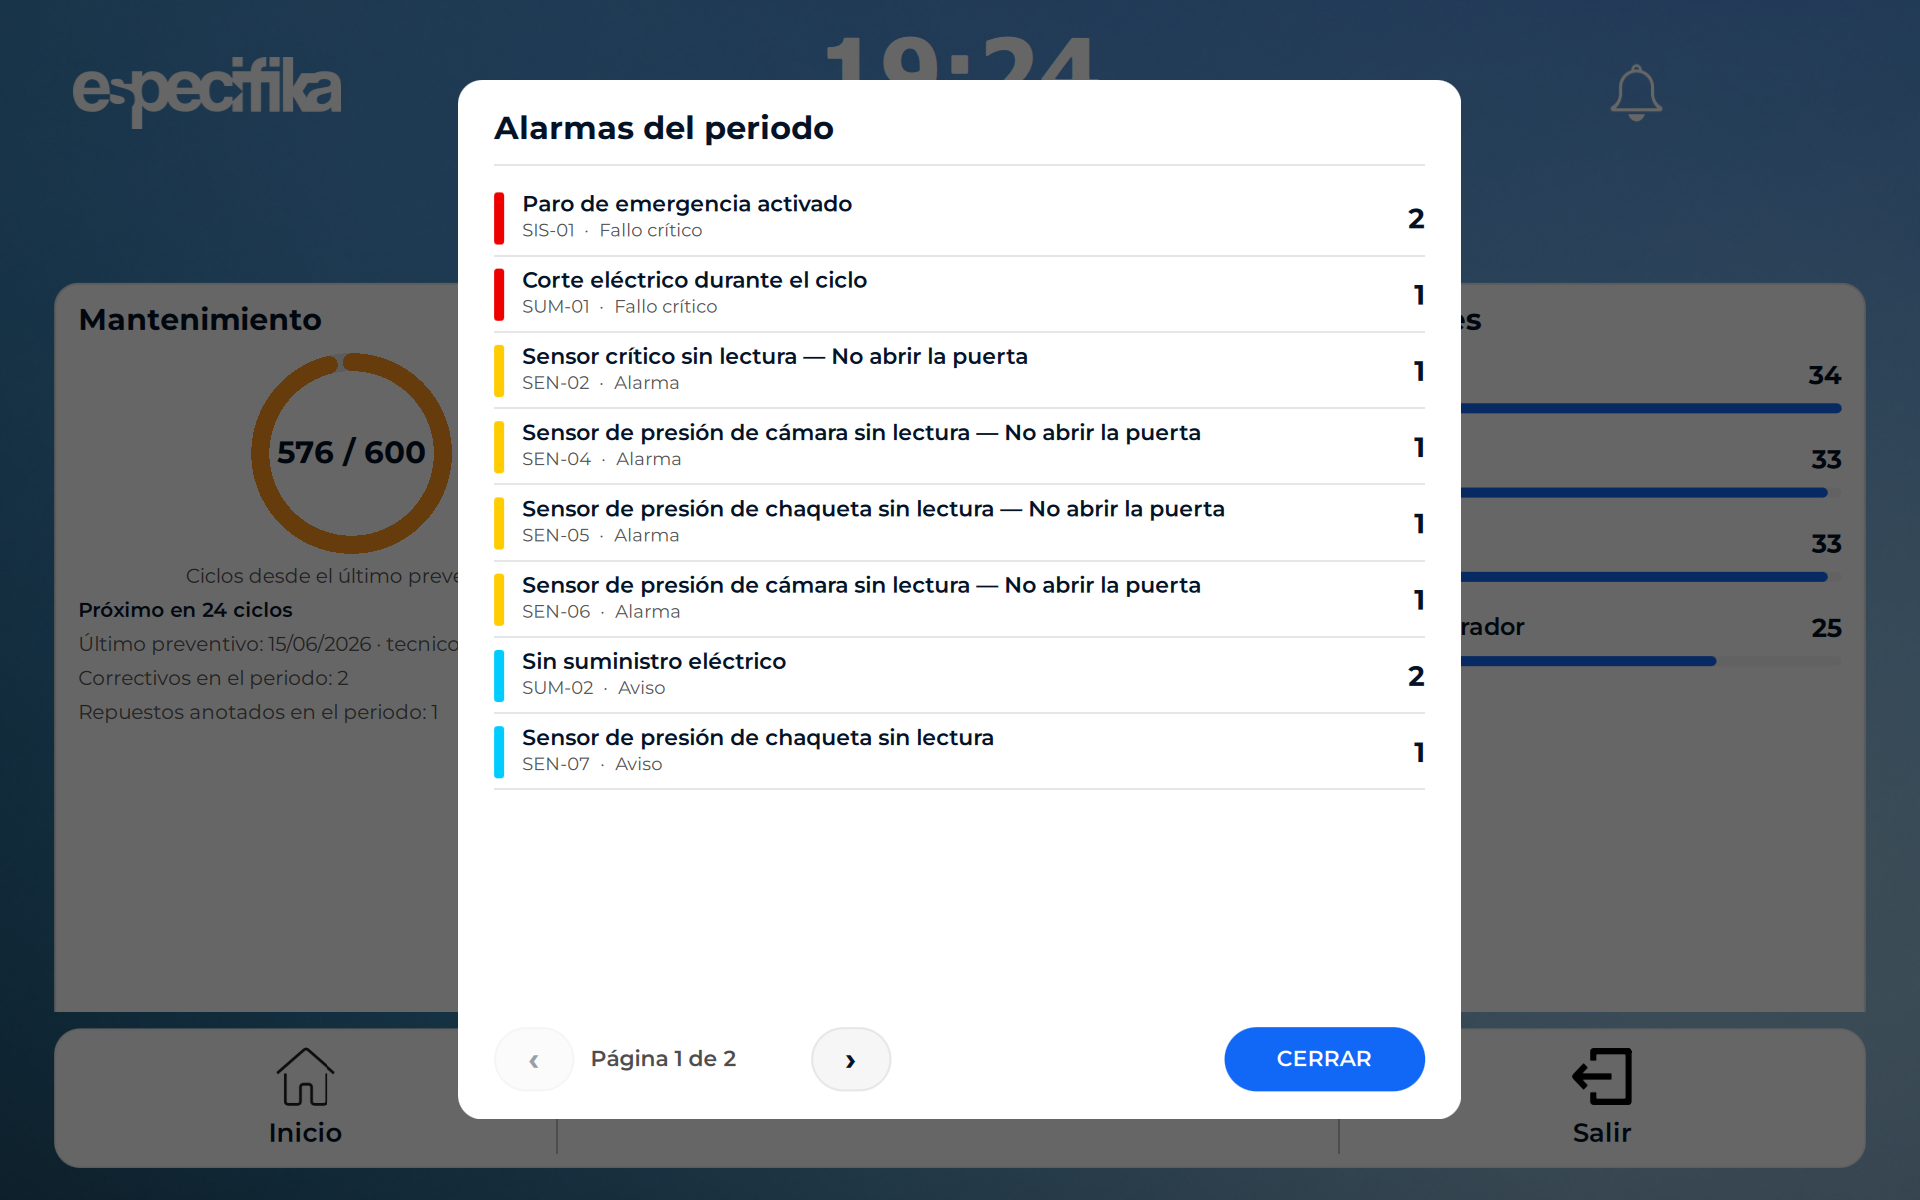 especifika
19:24
Alarmas del periodo
Paro de emergencia activado
SIS-01 · Fallo crítico
2
Corte eléctrico durante el ciclo
SUM-01 · Fallo crítico
1
Sensor crítico sin lectura — No abrir la puerta
SEN-02 · Alarma
1
Sensor de presión de cámara sin lectura — No abrir la puerta
SEN-04 · Alarma
1
Sensor de presión de chaqueta sin lectura — No abrir la puerta
SEN-05 · Alarma
1
Sensor de presión de cámara sin lectura — No abrir la puerta
SEN-06 · Alarma
1
Sin suministro eléctrico
SUM-02 · Aviso
2
Sensor de presión de chaqueta sin lectura
SEN-07 · Aviso
1
‹ Página 1 de 2 ›
CERRAR
Mantenimiento
576 / 600
Ciclos desde el último
Próximo en 24 ciclos
Último preventivo: 15/06/2026 · tecnico
Correctivos en el periodo: 2
Repuestos anotados en el periodo: 1
34
33
33
25
Inicio
Salir